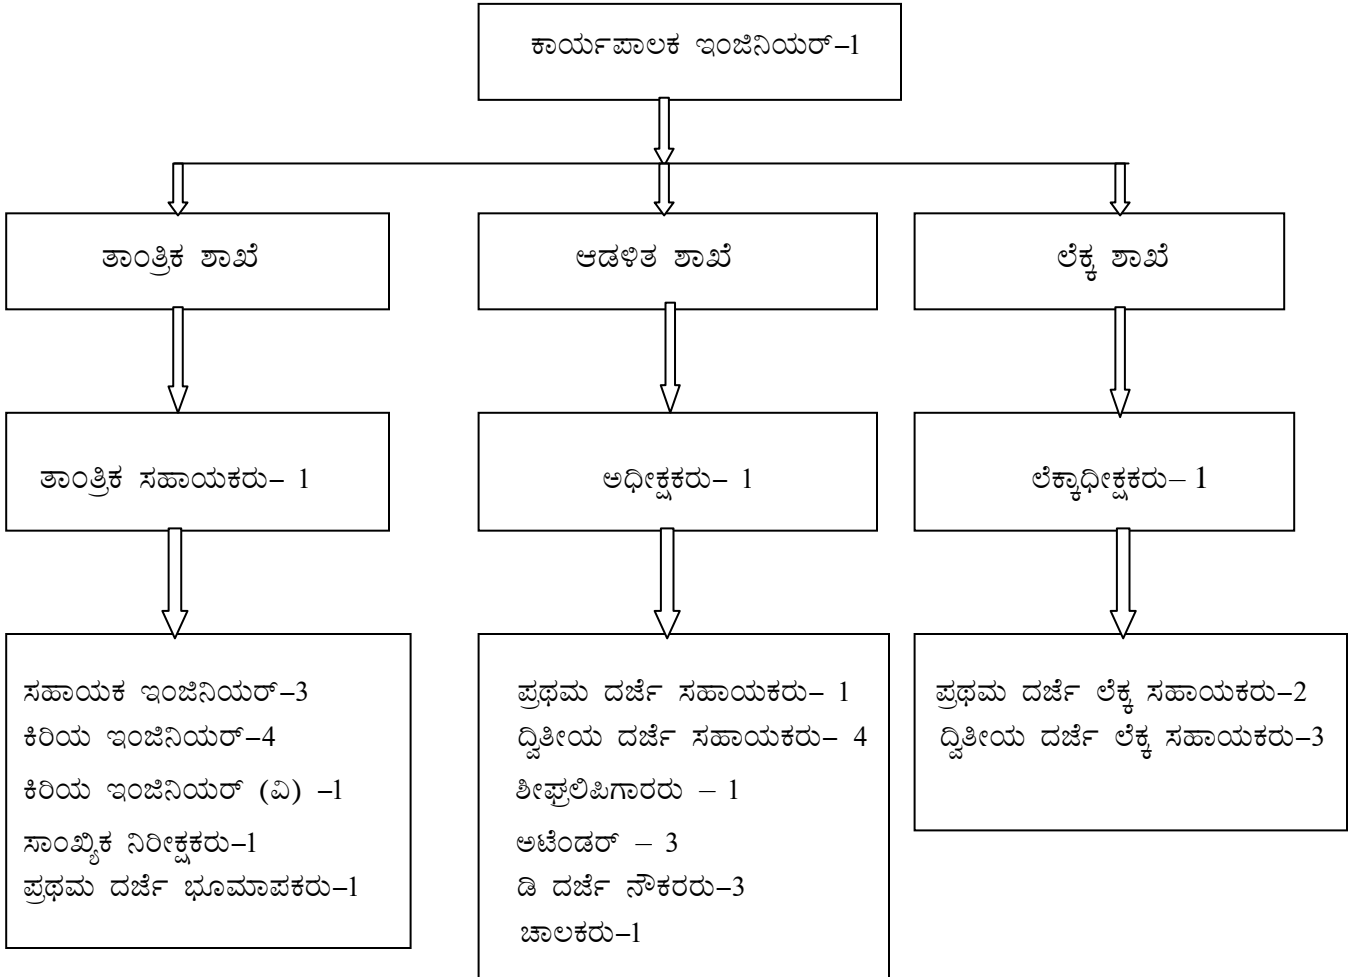 ಕಾರ್ಯಪಾಲಕ ಇಂಜಿನಿಯರ್–1
ತಾಂತ್ರಿಕ ಶಾಖೆ
ಆಡಳಿತ ಶಾಖೆ
ಲೆಕ್ಕ ಶಾಖೆ
ತಾಂತ್ರಿಕ ಸಹಾಯಕರು– 1
ಅಧೀಕ್ಷಕರು– 1
ಲೆಕ್ಕಾಧೀಕ್ಷಕರು– 1
ಸಹಾಯಕ ಇಂಜಿನಿಯರ್–3
ಕಿರಿಯ ಇಂಜಿನಿಯರ್–4
ಕಿರಿಯ ಇಂಜಿನಿಯರ್ (ವಿ) –1
ಸಾಂಖ್ಯಿಕ ನಿರೀಕ್ಷಕರು–1
ಪ್ರಥಮ ದರ್ಜೆ ಭೂಮಾಪಕರು–1
ಪ್ರಥಮ ದರ್ಜೆ ಸಹಾಯಕರು– 1
ದ್ವಿತೀಯ ದರ್ಜೆ ಸಹಾಯಕರು– 4
ಶೀಘ್ರಲಿಪಿಗಾರರು – 1
ಅಟೆಂಡರ್ – 3
ಡಿ ದರ್ಜೆ ನೌಕರರು–3
ಚಾಲಕರು–1
ಪ್ರಥಮ ದರ್ಜೆ ಲೆಕ್ಕ ಸಹಾಯಕರು–2
ದ್ವಿತೀಯ ದರ್ಜೆ ಲೆಕ್ಕ ಸಹಾಯಕರು–3